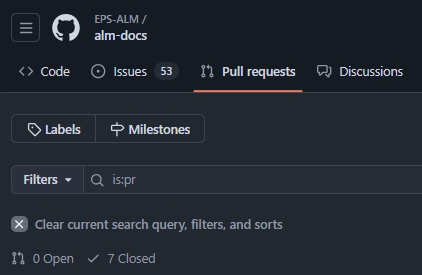 EPS-ALM /
alm-docs
Code Issues 53 Pull requests Discussions
Labels Milestones
Filters is:pr
Clear current search query, filters, and sorts
0 Open 7 Closed